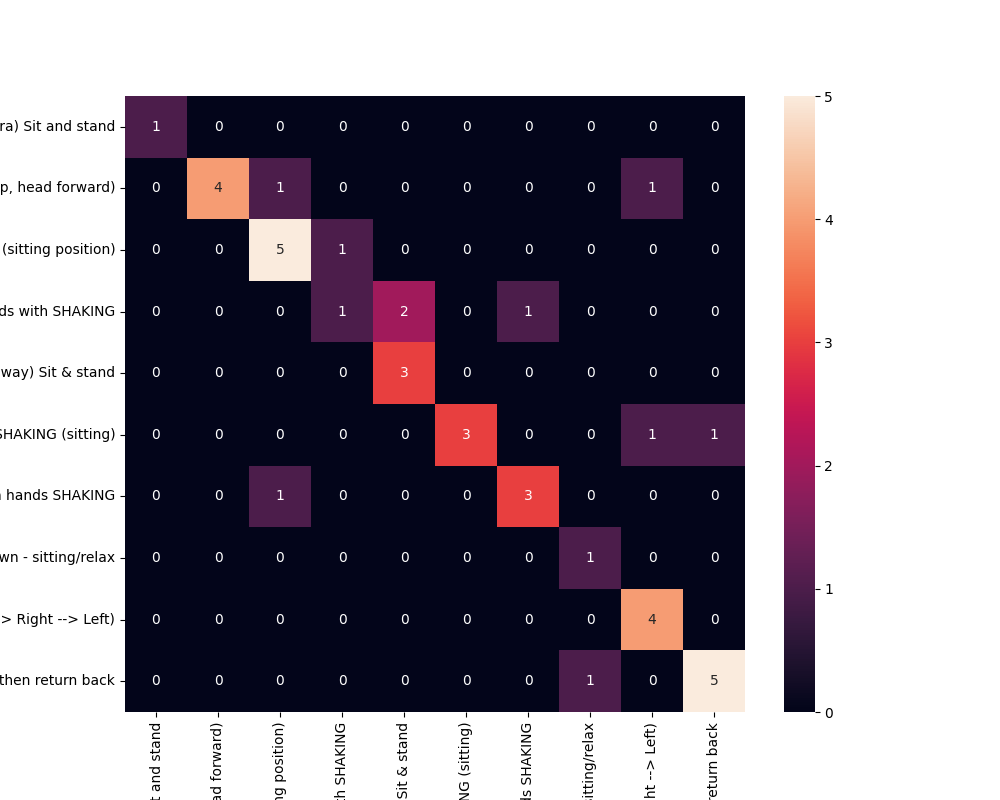 ra) Sit and stand 1 0 0 0 0 0 0 0 0 0
p, head forward) 0 4 1 0 0 0 0 0 1 0
(sitting position) 0 0 5 1 0 0 0 0 0 0
ds with SHAKING 0 0 0 1 2 0 1 0 0 0
way) Sit & stand 0 0 0 0 3 0 0 0 0 0
SHAKING (sitting) 0 0 0 0 0 3 0 0 1 1
hands SHAKING 0 0 1 0 0 0 3 0 0 0
wn - sitting/relax 0 0 0 0 0 0 0 1 0 0
> Right --> Left) 0 0 0 0 0 0 0 0 4 0
then return back 0 0 0 0 0 0 0 1 0 5
t and stand
ad forward)
ng position)
th SHAKING
Sit & stand
NG (sitting)
ds SHAKING
sitting/relax
ht --> Left)
return back
5
4
3
2
1
0